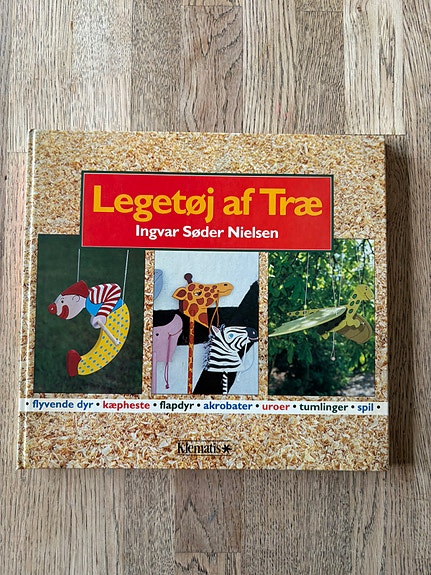 Legetøj af Træ
Ingvar Søder Nielsen
• flyvende dyr • kæpheste • flapdyr • akrobater • uroer • tumlinger • spil •
Klematis